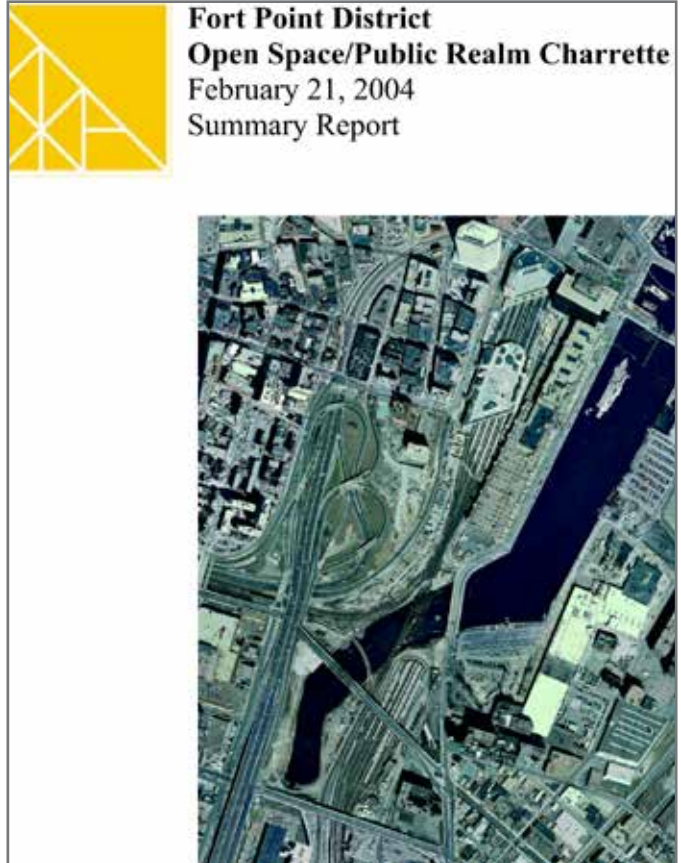 Fort Point District
Open Space/Public Realm Charrette
February 21, 2004
Summary Report